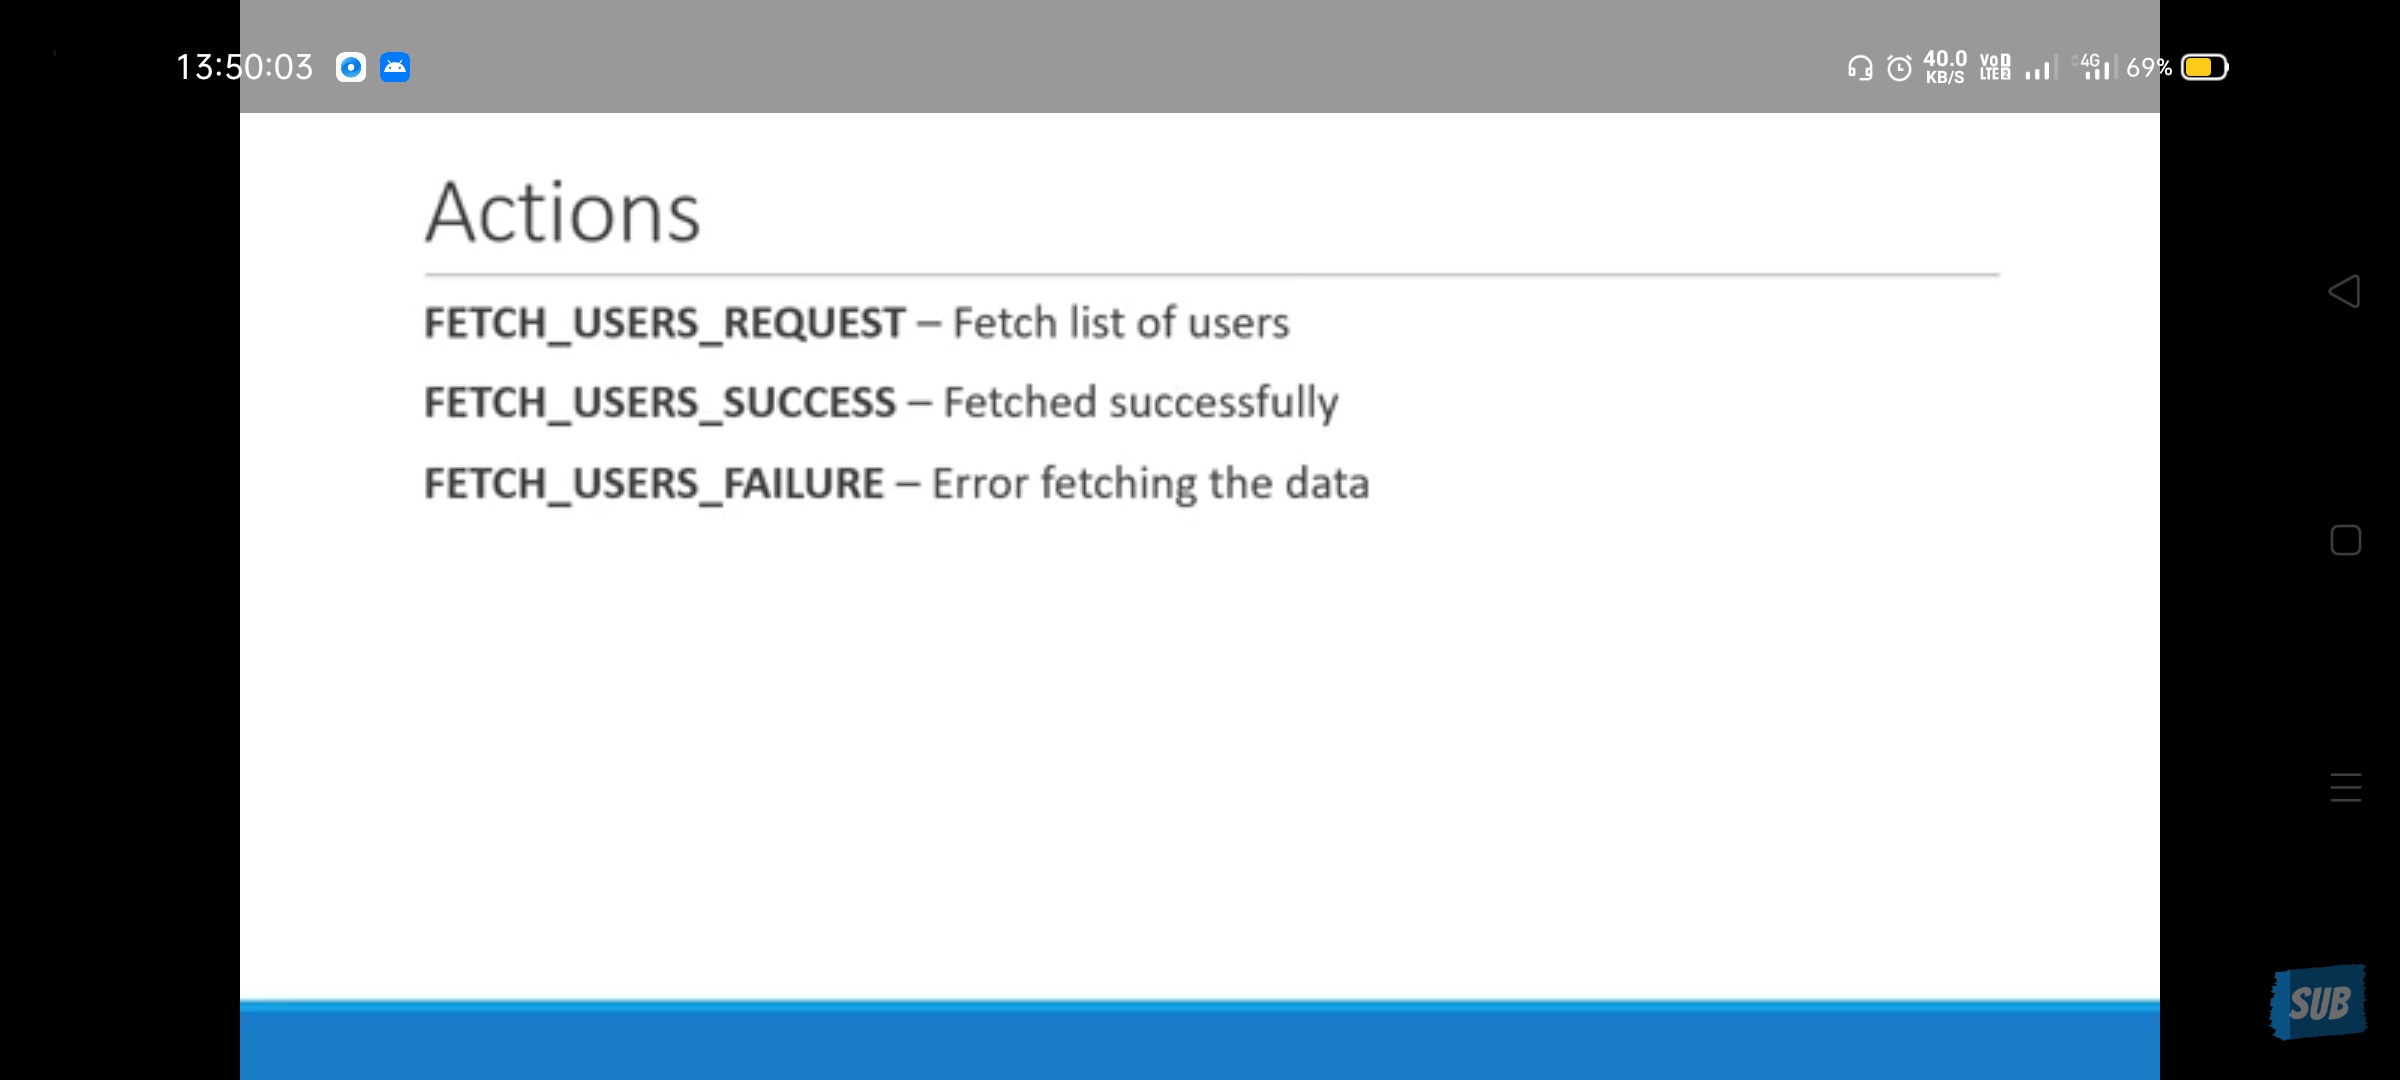 13:50:03
40.0 KB/S Vo LTE 2 4G 69%
Actions
FETCH_USERS_REQUEST – Fetch list of users
FETCH_USERS_SUCCESS – Fetched successfully
FETCH_USERS_FAILURE – Error fetching the data
SUB